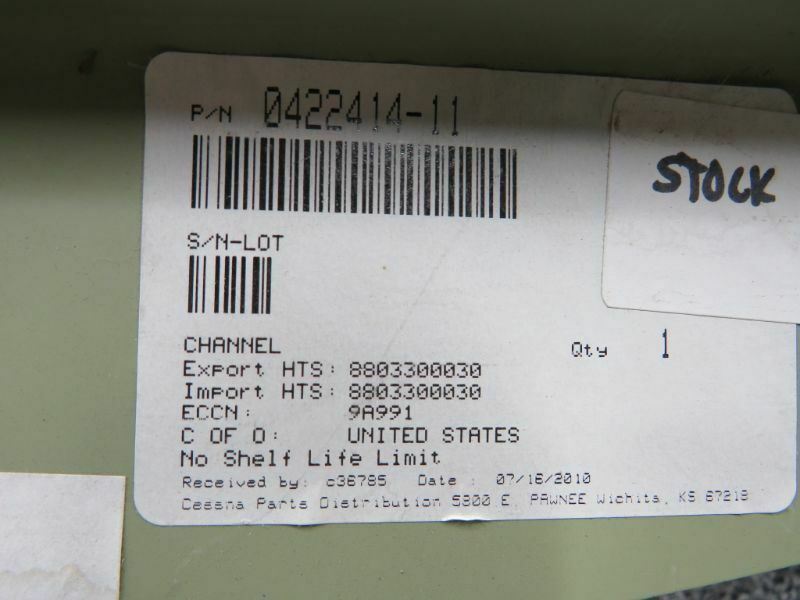 P/N 0422414-11
STOCK
S/N-LOT
CHANNEL
Qty 1
Export HTS: 8803300030
Import HTS: 8803300030
ECCN: 9A991
C OF O: UNITED STATES
No Shelf Life Limit
Received by: c36785 Date : 07/16/2010
Cessna Parts Distribution 5800 E. PAWNEE Wichita, KS 67218